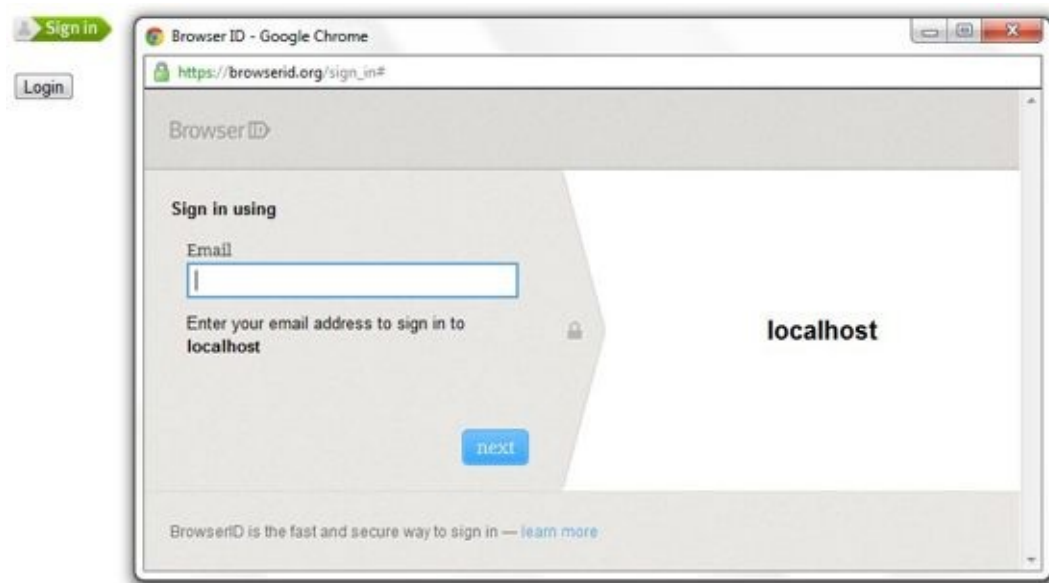 Sign in
Login
Browser ID - Google Chrome
https://browserid.org/sign_in#
Browser ID
Sign in using
Email
Enter your email address to sign in to
localhost
next
localhost
BrowserID is the fast and secure way to sign in — learn more